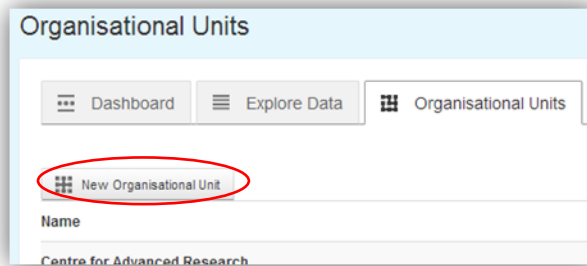 Organisational Units
Dashboard Explore Data Organisational Units
New Organisational Unit
Name
Centre for Advanced Research